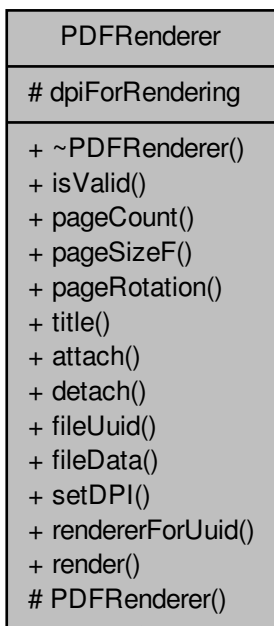 PDFRenderer
# dpiForRendering
+ ~PDFRenderer()
+ isValid()
+ pageCount()
+ pageSizeF()
+ pageRotation()
+ title()
+ attach()
+ detach()
+ fileUuid()
+ fileData()
+ setDPI()
+ rendererForUuid()
+ render()
# PDFRenderer()